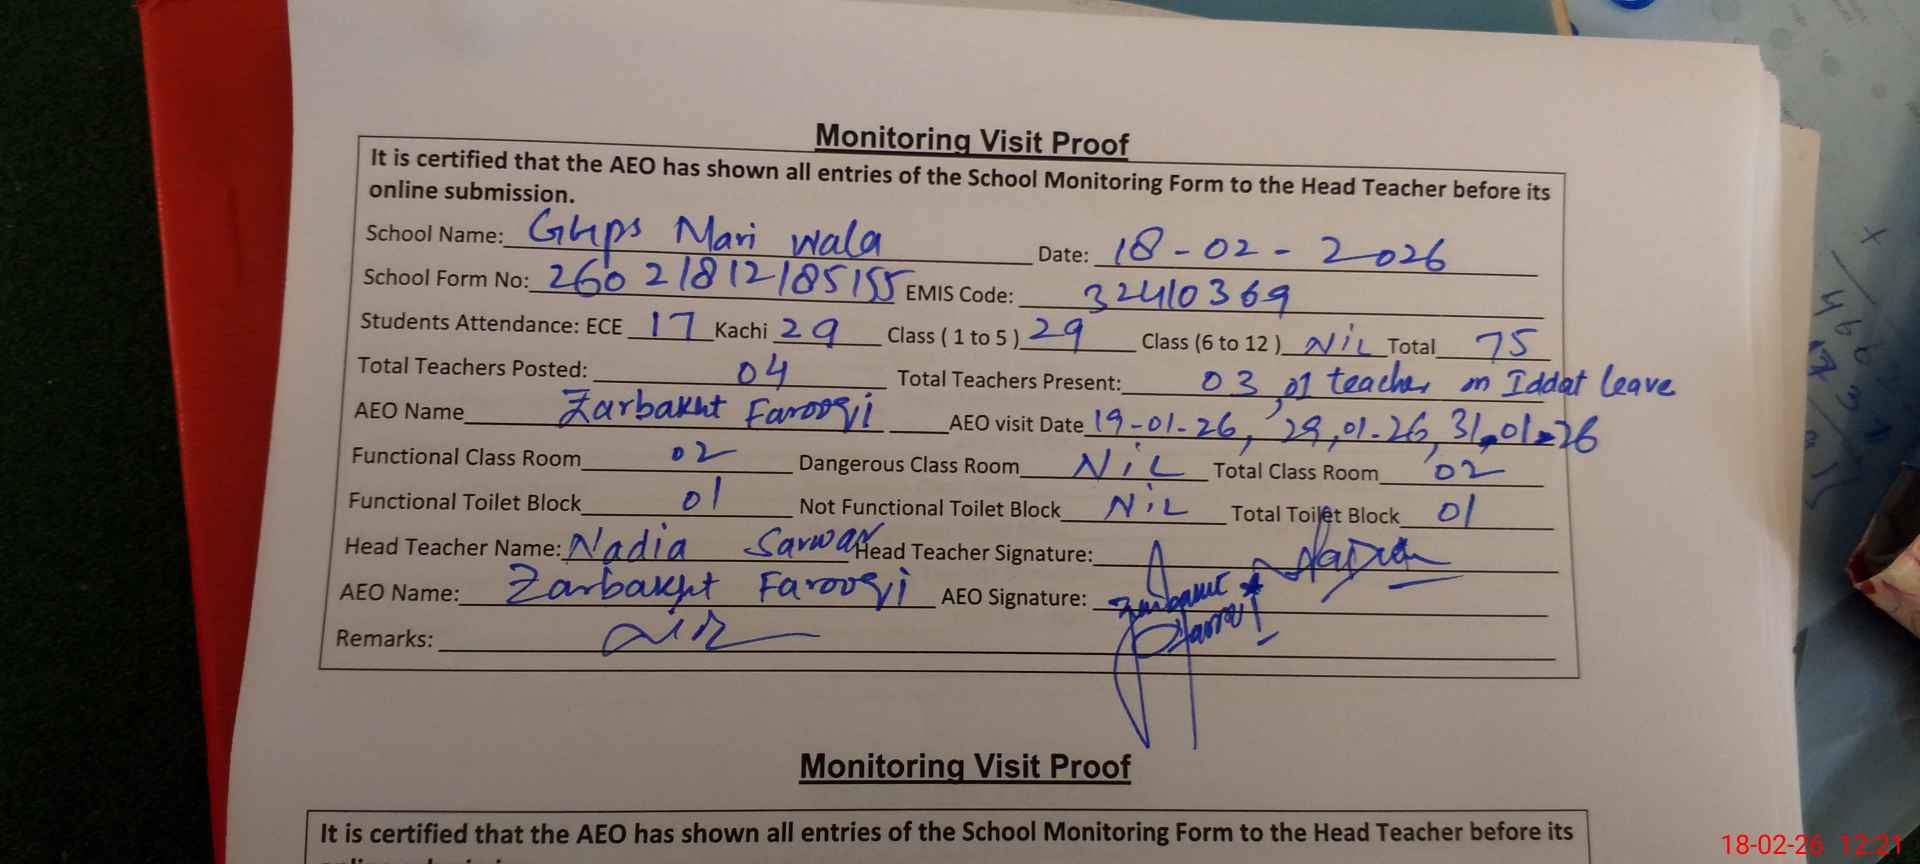 Monitoring Visit Proof
It is certified that the AEO has shown all entries of the School Monitoring Form to the Head Teacher before its
online submission.
School Name: Ghps Mari wala Date: 18-02-2026
School Form No: 26021812185155 EMIS Code: 32410369
Students Attendance: ECE 17 Kachi 29 Class ( 1 to 5 ) 29 Class (6 to 12 ) NiL Total 75
Total Teachers Posted: 04 Total Teachers Present: 03, 01 teacher on Iddat leave
AEO Name Zarbakht Farooqi AEO visit Date 19-01-26, 29,01-26, 31,01-26
Functional Class Room 02 Dangerous Class Room NiL Total Class Room 02
Functional Toilet Block 01 Not Functional Toilet Block NiL Total Toilet Block 01
Head Teacher Name: Nadia Sarwar Head Teacher Signature: Nadia
AEO Name: Zarbakht Farooqi AEO Signature:
Remarks: Nil
Monitoring Visit Proof
It is certified that the AEO has shown all entries of the School Monitoring Form to the Head Teacher before its
18-02-26 12:21